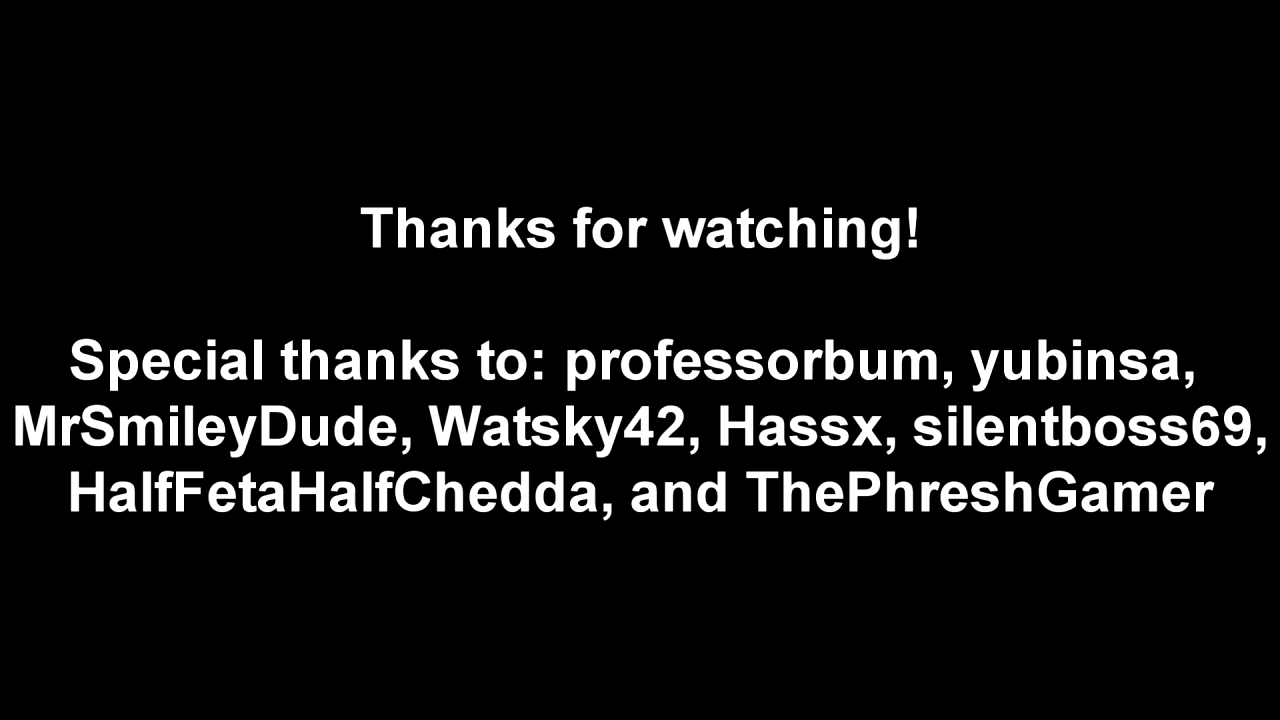 Thanks for watching!
Special thanks to: professorbum, yubinsa,
MrSmileyDude, Watsky42, Hassx, silentboss69,
HalfFetaHalfChedda, and ThePhreshGamer